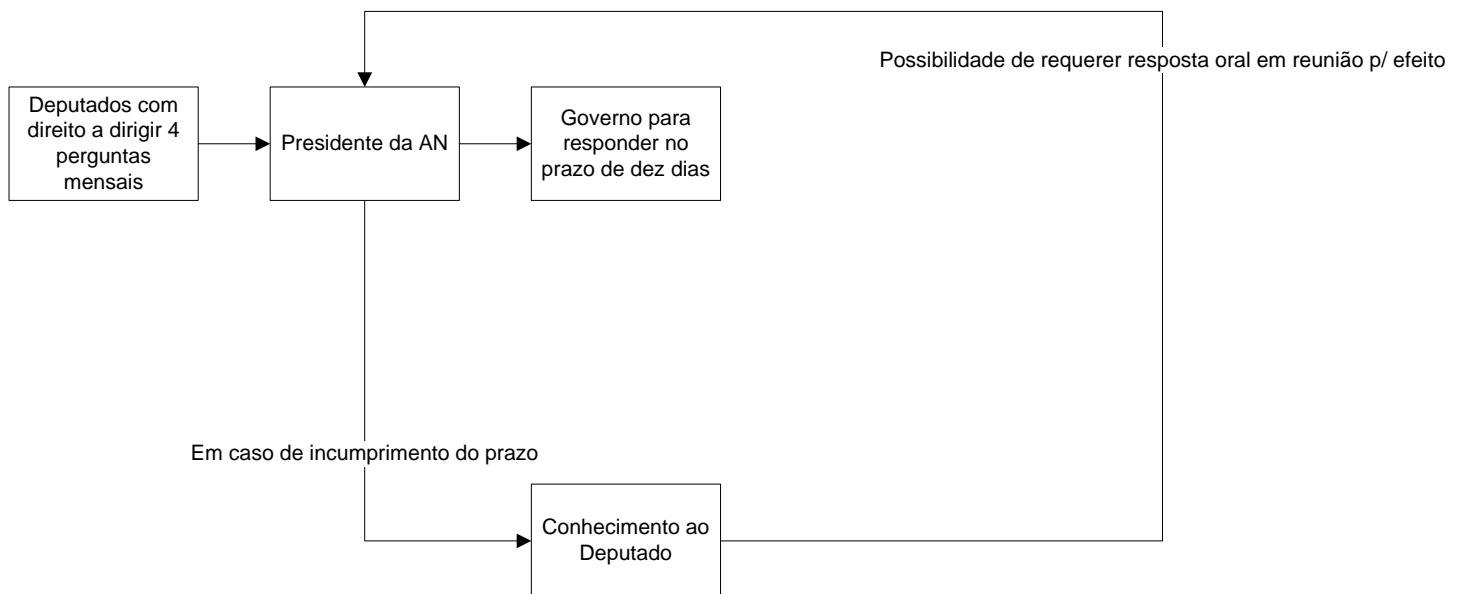 Possibilidade de requerer resposta oral em reunião p/ efeito
Deputados com
direito a dirigir 4
perguntas
mensais
Presidente da AN
Governo para
responder no
prazo de dez dias
Em caso de incumprimento do prazo
Conhecimento ao
Deputado